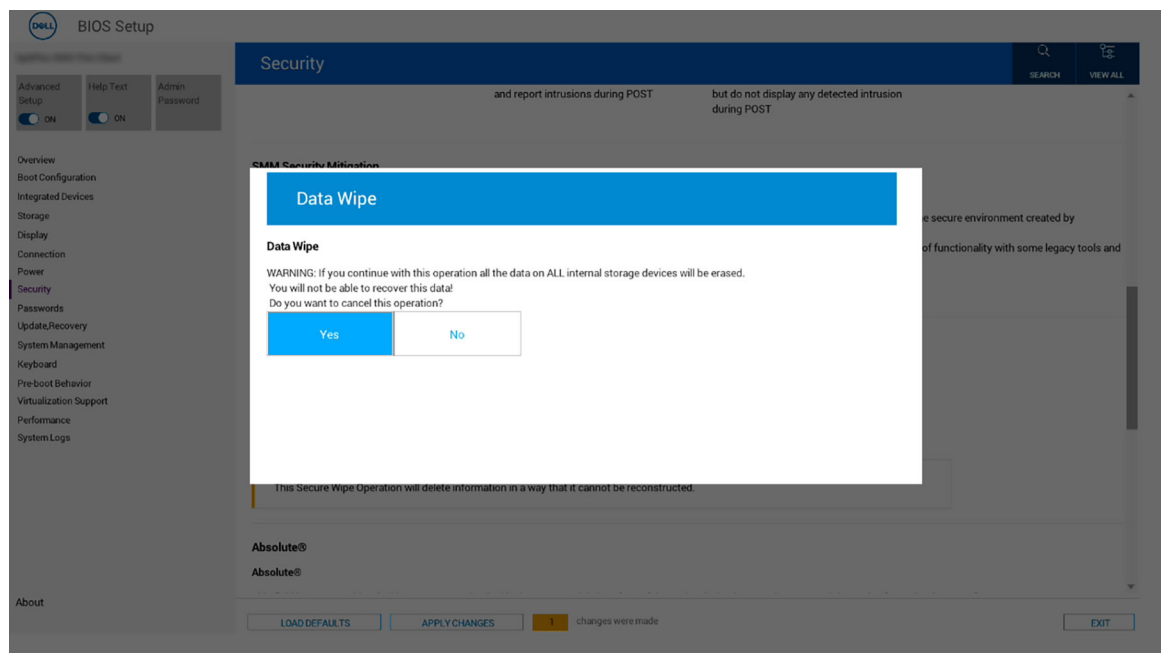 DELL
BIOS Setup
Advanced Setup
ON
Help Text
ON
Admin Password
Overview
Boot Configuration
Integrated Devices
Storage
Display
Connection
Power
Security
Passwords
Update,Recovery
System Management
Keyboard
Pre-boot Behavior
Virtualization Support
Performance
System Logs
About
Security
SEARCH
VIEW ALL
and report intrusions during POST
but do not display any detected intrusion
during POST
SMM Security Mitigation
e secure environment created by
of functionality with some legacy tools and
Data Wipe
Data Wipe
WARNING: If you continue with this operation all the data on ALL internal storage devices will be erased.
You will not be able to recover this data!
Do you want to cancel this operation?
Yes
No
This Secure Wipe Operation will delete information in a way that it cannot be reconstructed.
Absolute®
Absolute®
LOAD DEFAULTS
APPLY CHANGES
1
changes were made
EXIT